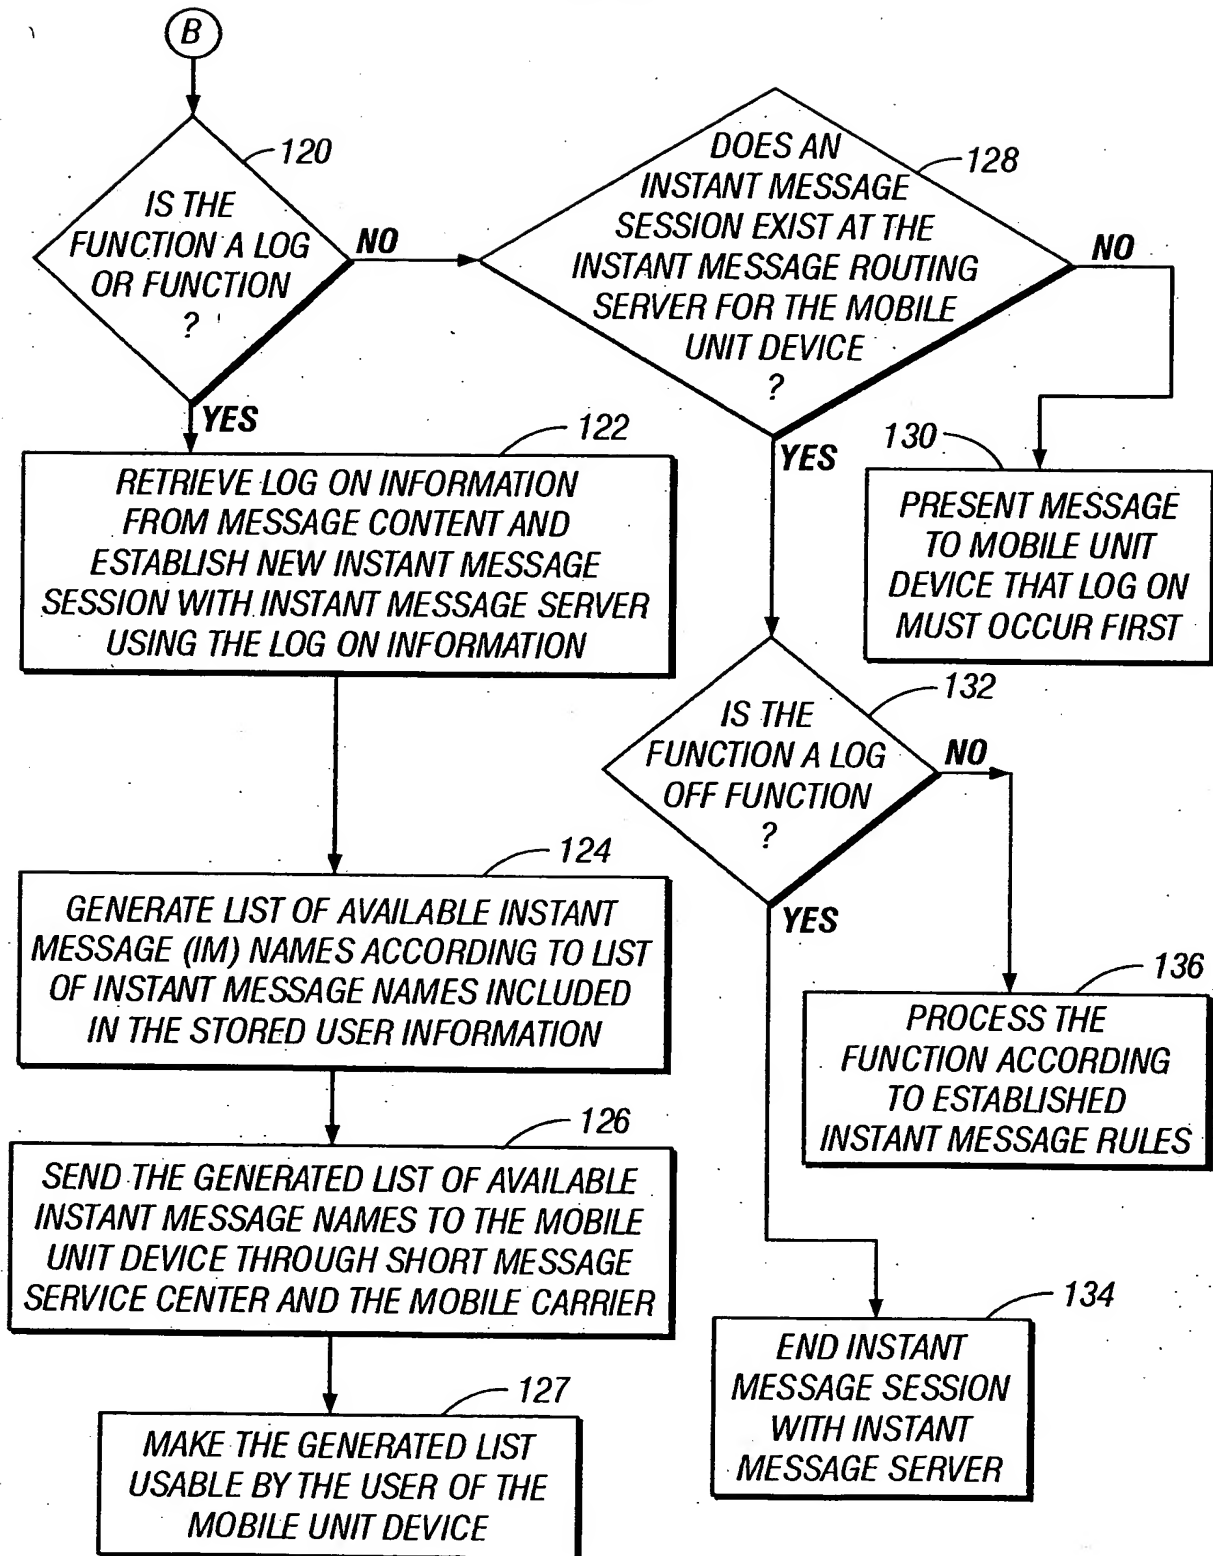 B
120
IS THE
FUNCTION A LOG
OR FUNCTION
?
NO
YES
128
DOES AN
INSTANT MESSAGE
SESSION EXIST AT THE
INSTANT MESSAGE ROUTING
SERVER FOR THE MOBILE
UNIT DEVICE
?
NO
YES
122
RETRIEVE LOG ON INFORMATION
FROM MESSAGE CONTENT AND
ESTABLISH NEW INSTANT MESSAGE
SESSION WITH INSTANT MESSAGE SERVER
USING THE LOG ON INFORMATION
130
PRESENT MESSAGE
TO MOBILE UNIT
DEVICE THAT LOG ON
MUST OCCUR FIRST
132
IS THE
FUNCTION A LOG
OFF FUNCTION
?
NO
YES
124
GENERATE LIST OF AVAILABLE INSTANT
MESSAGE (IM) NAMES ACCORDING TO LIST
OF INSTANT MESSAGE NAMES INCLUDED
IN THE STORED USER INFORMATION
136
PROCESS THE
FUNCTION ACCORDING
TO ESTABLISHED
INSTANT MESSAGE RULES
126
SEND THE GENERATED LIST OF AVAILABLE
INSTANT MESSAGE NAMES TO THE MOBILE
UNIT DEVICE THROUGH SHORT MESSAGE
SERVICE CENTER AND THE MOBILE CARRIER
134
END INSTANT
MESSAGE SESSION
WITH INSTANT
MESSAGE SERVER
127
MAKE THE GENERATED LIST
USABLE BY THE USER OF THE
MOBILE UNIT DEVICE